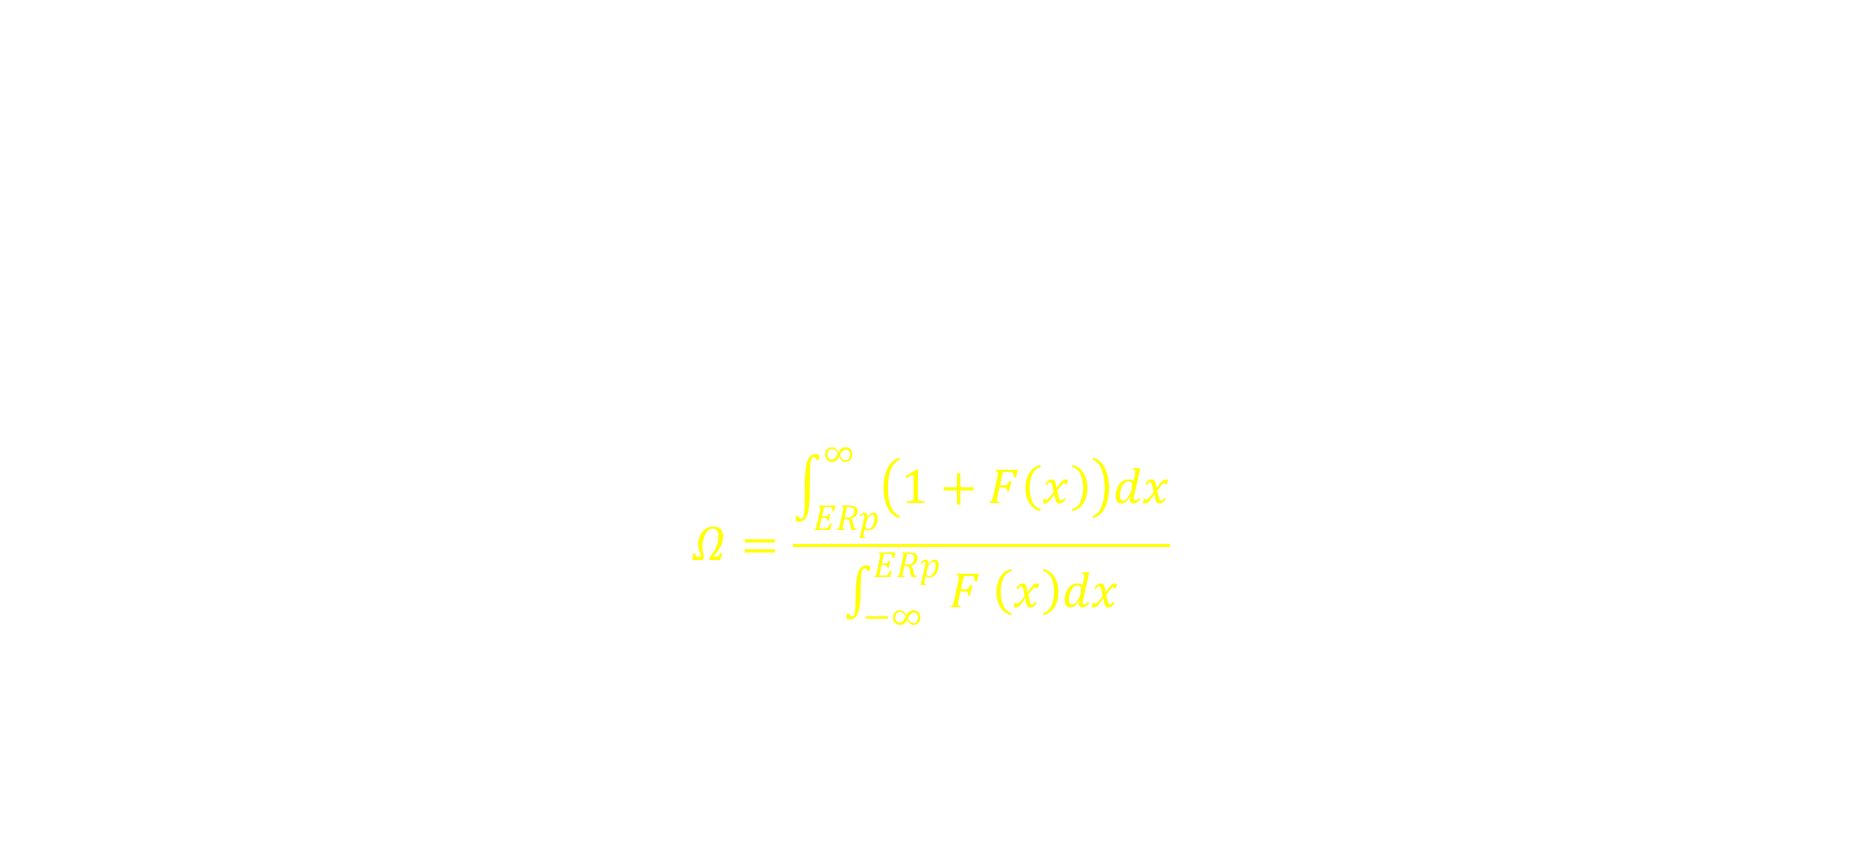 Ω = ∫_{ERp}^{∞}(1 + F(x))dx / ∫_{-∞}^{ERp} F (x)dx